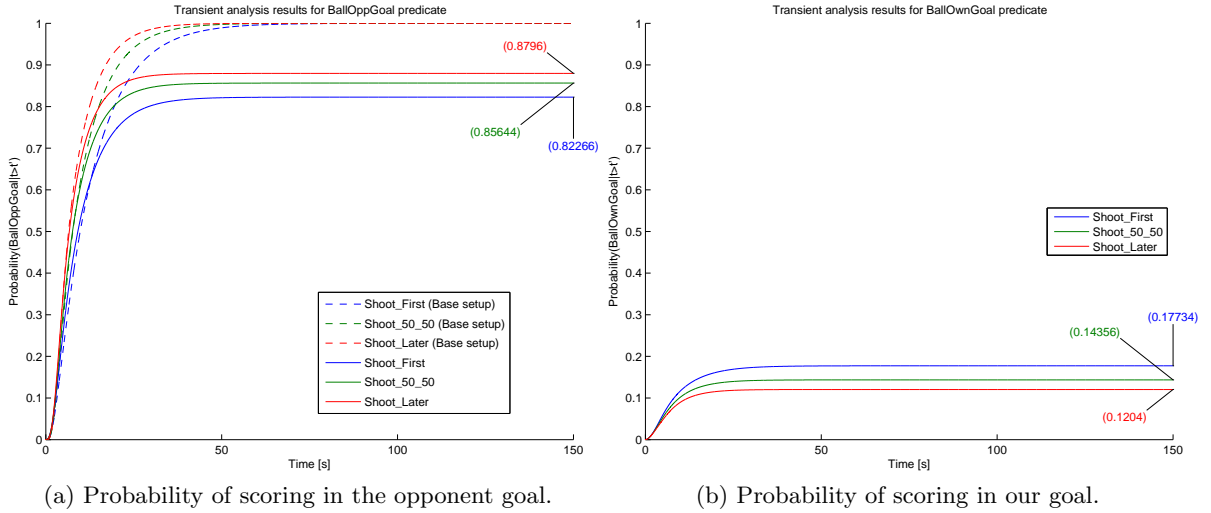 Transient analysis results for BallOppGoal predicate
Probability(BallOppGoal|t>t')
1
0.9
0.8
0.7
0.6
0.5
0.4
0.3
0.2
0.1
0
(0.8796)
(0.85644)
(0.82266)
Shoot_First (Base setup)
Shoot_50_50 (Base setup)
Shoot_Later (Base setup)
Shoot_First
Shoot_50_50
Shoot_Later
0 50 100 150
Time [s]
(a) Probability of scoring in the opponent goal.
Transient analysis results for BallOwnGoal predicate
Probability(BallOwnGoal|t>t')
1
0.9
0.8
0.7
0.6
0.5
0.4
0.3
0.2
0.1
0
Shoot_First
Shoot_50_50
Shoot_Later
(0.17734)
(0.14356)
(0.1204)
0 50 100 150
Time [s]
(b) Probability of scoring in our goal.